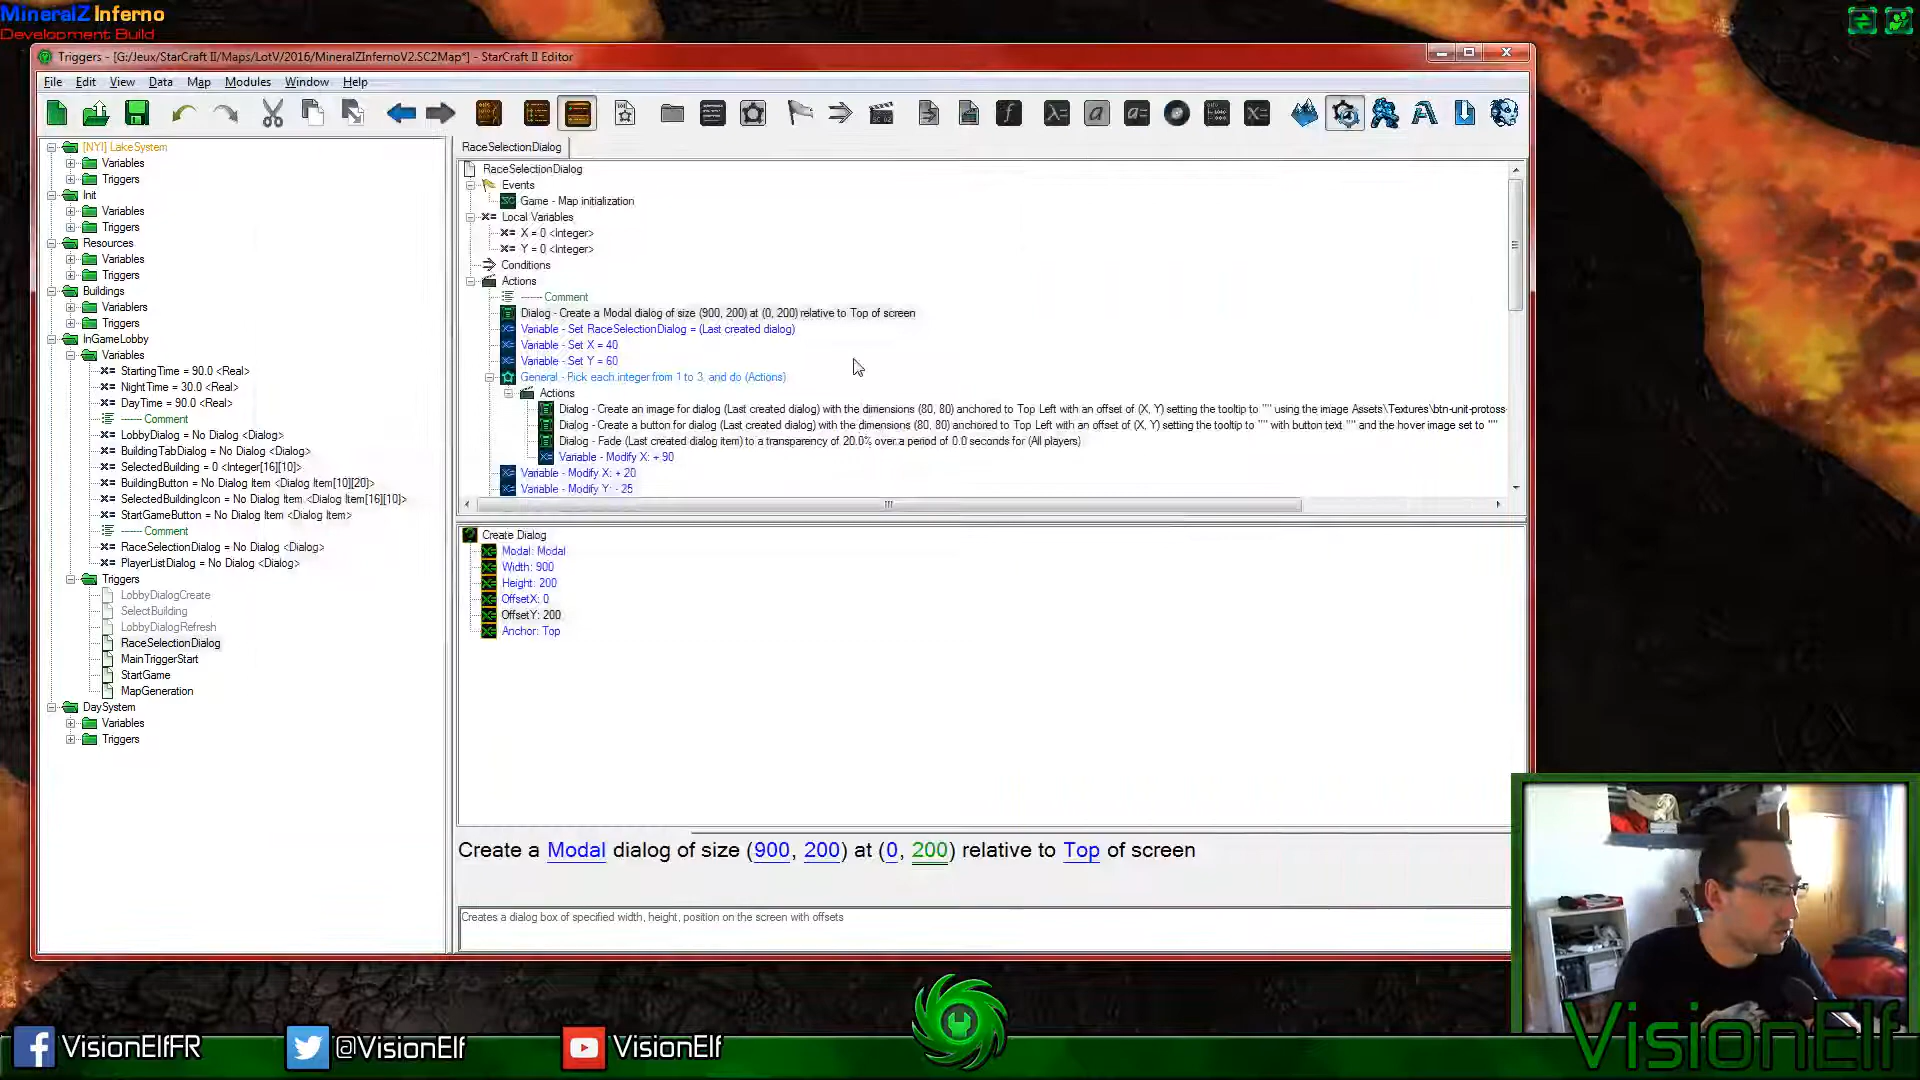 MineralZ Inferno
Development Build
Triggers - [G:/Jeux/StarCraft II/Maps/LotV/2016/MineralZInfernoV2.SC2Map*] - StarCraft II Editor
File Edit View Data Map Modules Window Help
[NYI] LakeSystem
Variables
Triggers
Init
Variables
Triggers
Resources
Variables
Triggers
Buildings
Variablers
Triggers
InGameLobby
Variables
StartingTime = 90.0 <Real>
NightTime = 30.0 <Real>
DayTime = 90.0 <Real>
------- Comment
LobbyDialog = No Dialog <Dialog>
BuildingTabDialog = No Dialog <Dialog>
SelectedBuilding = 0 <Integer[16][10]>
BuildingButton = No Dialog Item <Dialog Item[10][20]>
SelectedBuildingIcon = No Dialog Item <Dialog Item[16][10]>
StartGameButton = No Dialog Item <Dialog Item>
------- Comment
RaceSelectionDialog = No Dialog <Dialog>
PlayerListDialog = No Dialog <Dialog>
Triggers
LobbyDialogCreate
SelectBuilding
LobbyDialogRefresh
RaceSelectionDialog
MainTriggerStart
StartGame
MapGeneration
DaySystem
Variables
Triggers
RaceSelectionDialog
RaceSelectionDialog
Events
Game - Map initialization
Local Variables
X = 0 <Integer>
Y = 0 <Integer>
Conditions
Actions
------- Comment
Dialog - Create a Modal dialog of size (900, 200) at (0, 200) relative to Top of screen
Variable - Set RaceSelectionDialog = (Last created dialog)
Variable - Set X = 40
Variable - Set Y = 60
General - Pick each integer from 1 to 3, and do (Actions)
Actions
Dialog - Create an image for dialog (Last created dialog) with the dimensions (80, 80) anchored to Top Left with an offset of (X, Y) setting the tooltip to "" using the image Assets\Textures\btn-unit-protoss-
Dialog - Create a button for dialog (Last created dialog) with the dimensions (80, 80) anchored to Top Left with an offset of (X, Y) setting the tooltip to "" with button text "" and the hover image set to ""
Dialog - Fade (Last created dialog item) to a transparency of 20.0% over a period of 0.0 seconds for (All players)
Variable - Modify X: + 90
Variable - Modify X: + 20
Variable - Modify Y: - 25
Create Dialog
Modal: Modal
Width: 900
Height: 200
OffsetX: 0
OffsetY: 200
Anchor: Top
Create a Modal dialog of size (900, 200) at (0, 200) relative to Top of screen
Creates a dialog box of specified width, height, position on the screen with offsets
VisionElfFR @VisionElf VisionElf
VisionElf